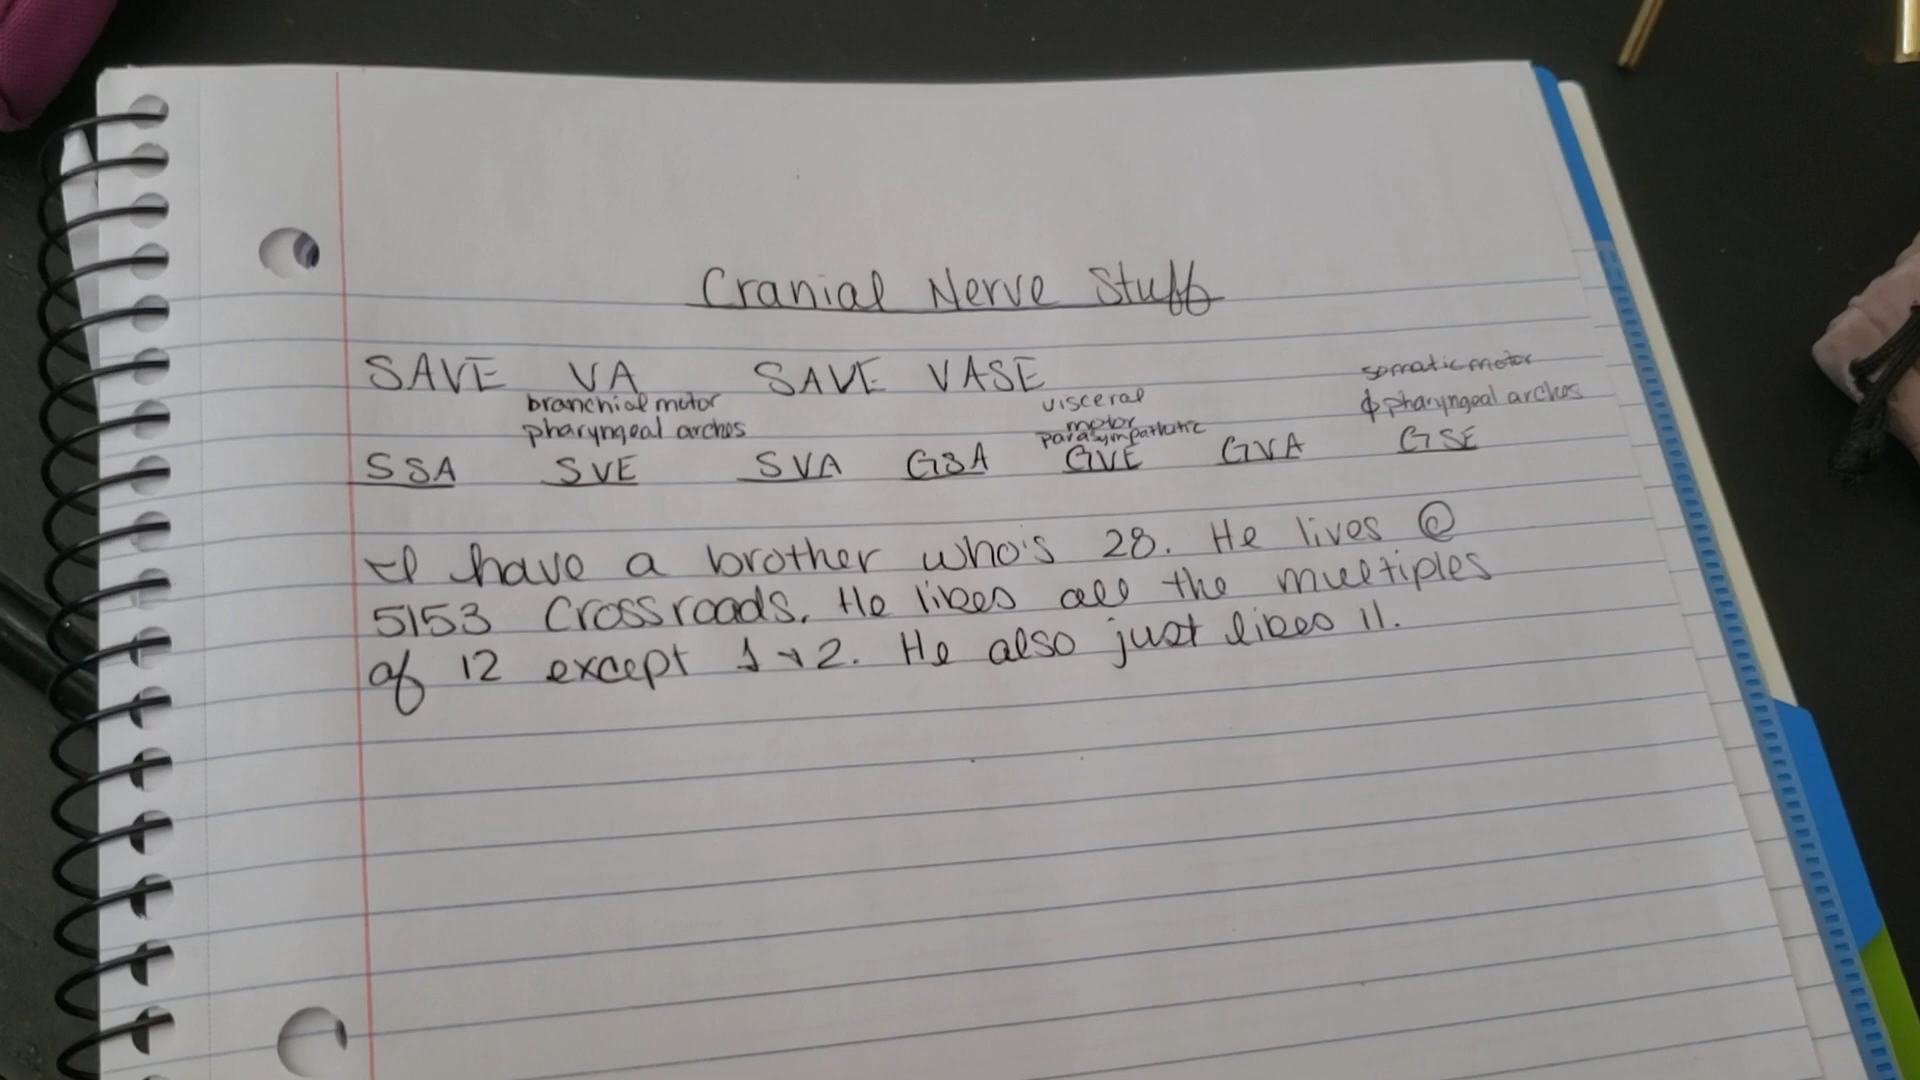 Cranial Nerve Stuff
SAVE VA SAVE VASE
branchial motor
pharyngeal arches
visceral
motor
parasympathetic
somatic motor
ϕ pharyngeal arches
SSA SVE SVA GSA GVE GVA GSE
I have a brother who's 28. He lives @
5153 Crossroads. He likes all the multiples
of 12 except 1 + 2. He also just likes 11.